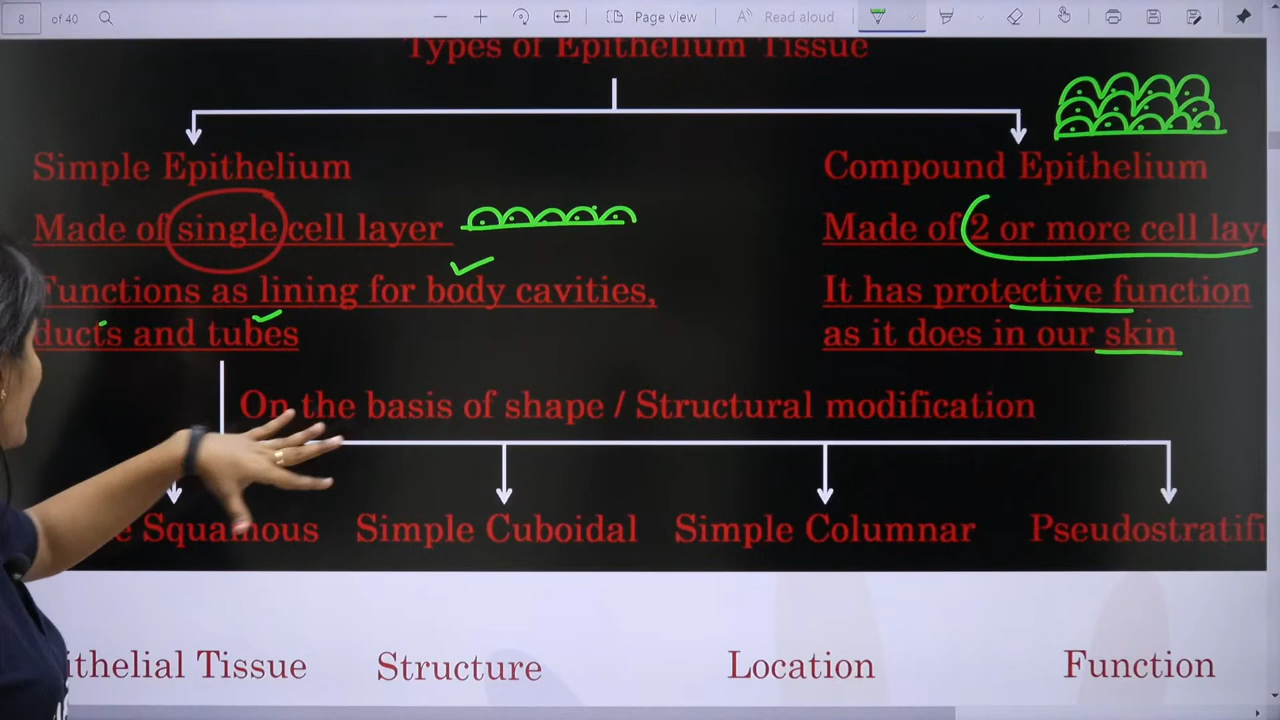 8 of 40 Page view Read aloud
Types of Epithelium Tissue
Simple Epithelium
Compound Epithelium
Made of single cell layer
Made of 2 or more cell laye
Functions as lining for body cavities,
ducts and tubes
It has protective function
as it does in our skin
On the basis of shape / Structural modification
e Squamous Simple Cuboidal Simple Columnar Pseudostratifi
ithelial Tissue Structure Location Function